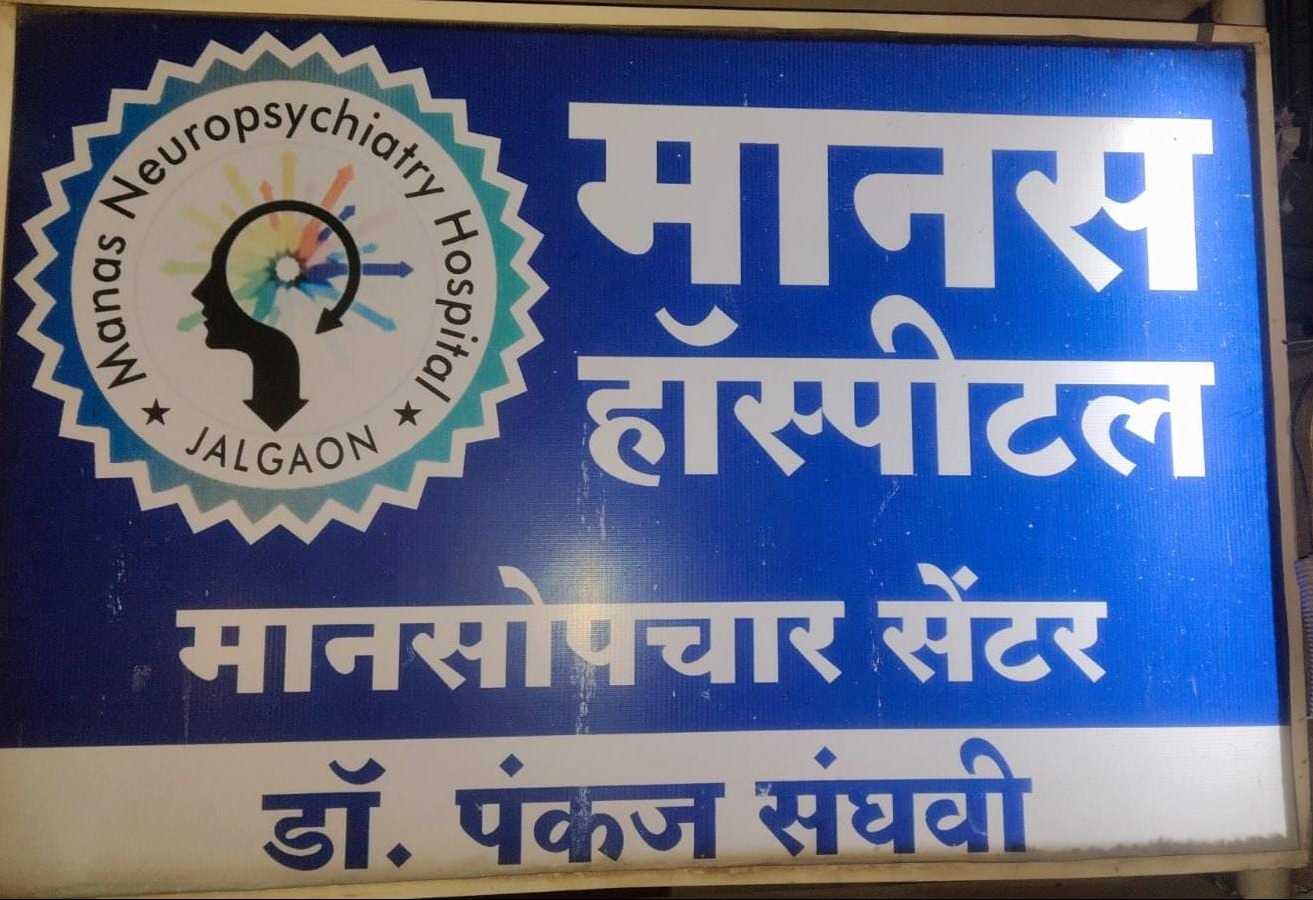 Manas Neuropsychiatry Hospital
★ JALGAON ★
मानस
हॉस्पीटल
मानसोपचार सेंटर
डॉ. पंकज संघवी